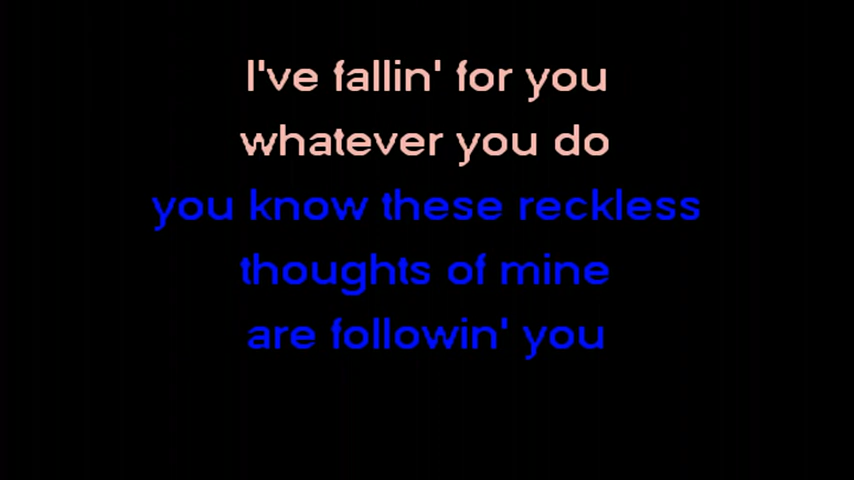 I've fallin' for you
whatever you do
you know these reckless
thoughts of mine
are followin' you